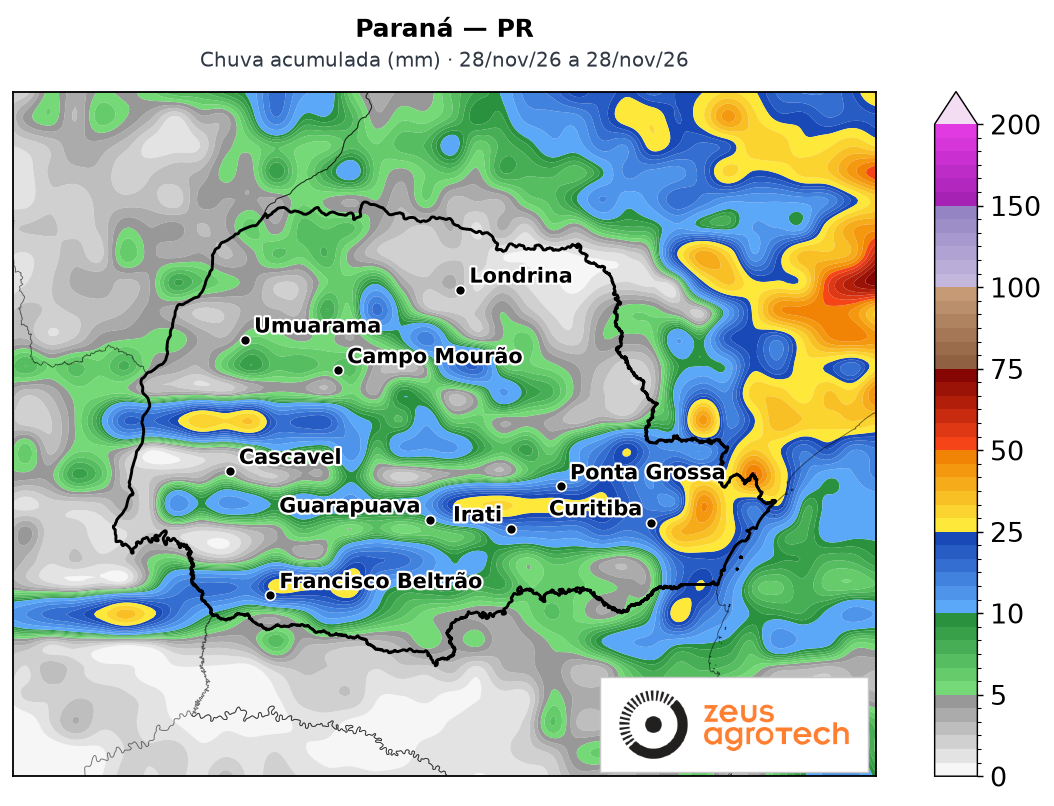 Paraná — PR
Chuva acumulada (mm) · 28/nov/26 a 28/nov/26
200
150
100
75
50
25
10
5
0
Londrina
Umuarama
Campo Mourão
Cascavel
Ponta Grossa
Guarapuava
Irati
Curitiba
Francisco Beltrão
zeus
agrotech